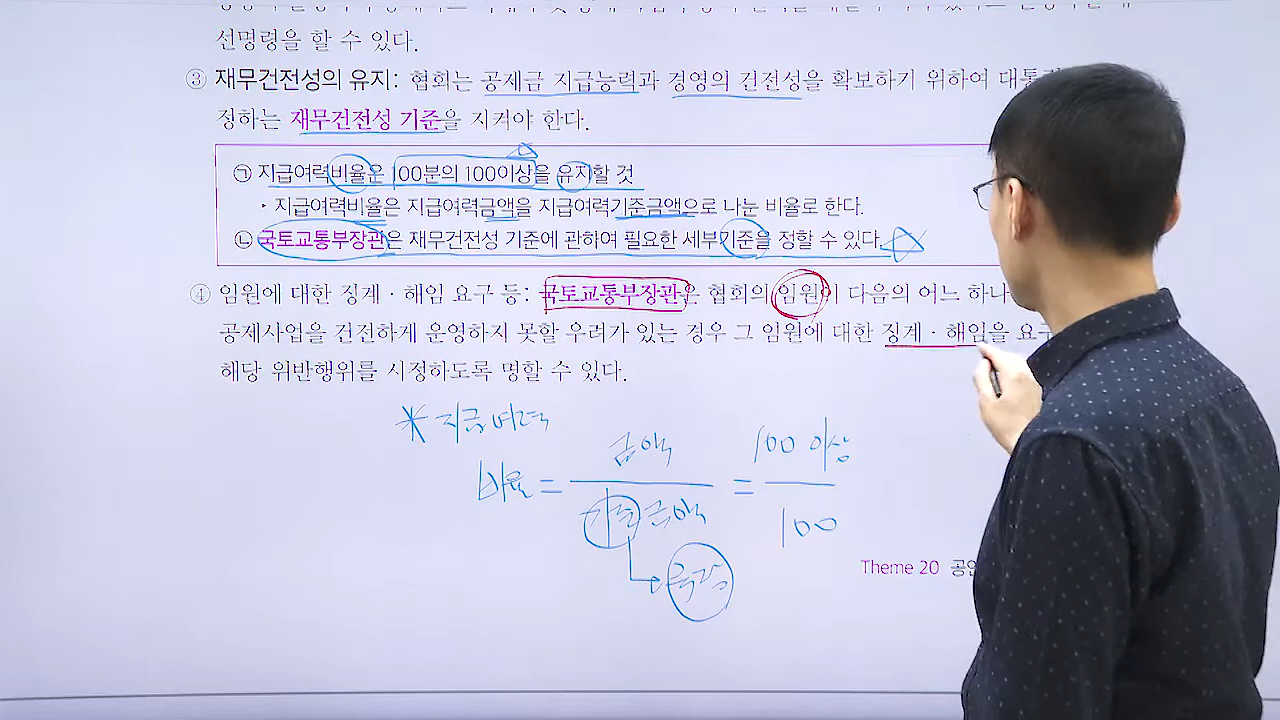 선명령을 할 수 있다.
③ 재무건전성의 유지: 협회는 공제금 지급능력과 경영의 건전성을 확보하기 위하여 대통
정하는 재무건전성 기준을 지켜야 한다.
㉠ 지급여력비율은 100분의 100이상을 유지할 것
‣ 지급여력비율은 지급여력금액을 지급여력기준금액으로 나눈 비율로 한다.
㉡ 국토교통부장관은 재무건전성 기준에 관하여 필요한 세부기준을 정할 수 있다.
④ 임원에 대한 징계·해임 요구 등: 국토교통부장관은 협회의 임원이 다음의 어느 하나
공제사업을 건전하게 운영하지 못할 우려가 있는 경우 그 임원에 대한 징계·해임을 요구
해당 위반행위를 시정하도록 명할 수 있다.
* 지급여력
비율 = 금액 / 기준금액 = 100 이상 / 100
국장
Theme 20 공인